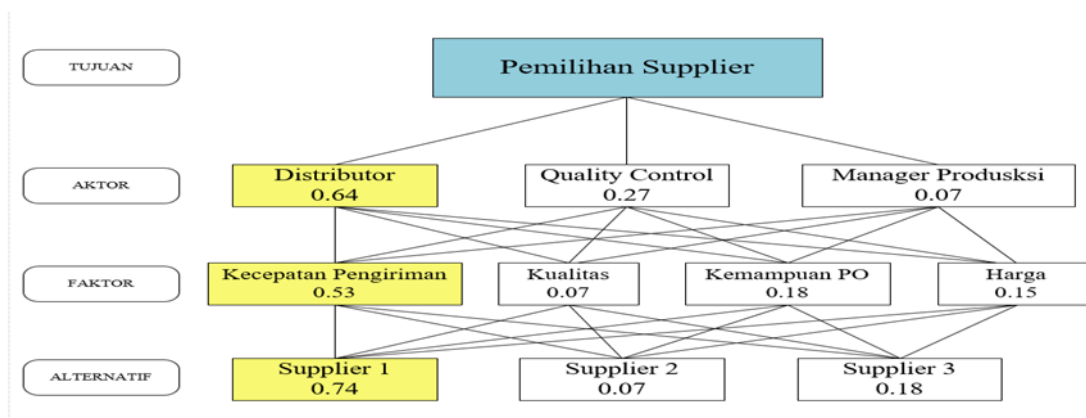 TUJUAN
Pemilihan Supplier
AKTOR
Distributor
0.64
Quality Control
0.27
Manager Produsksi
0.07
FAKTOR
Kecepatan Pengiriman
0.53
Kualitas
0.07
Kemampuan PO
0.18
Harga
0.15
ALTERNATIF
Supplier 1
0.74
Supplier 2
0.07
Supplier 3
0.18